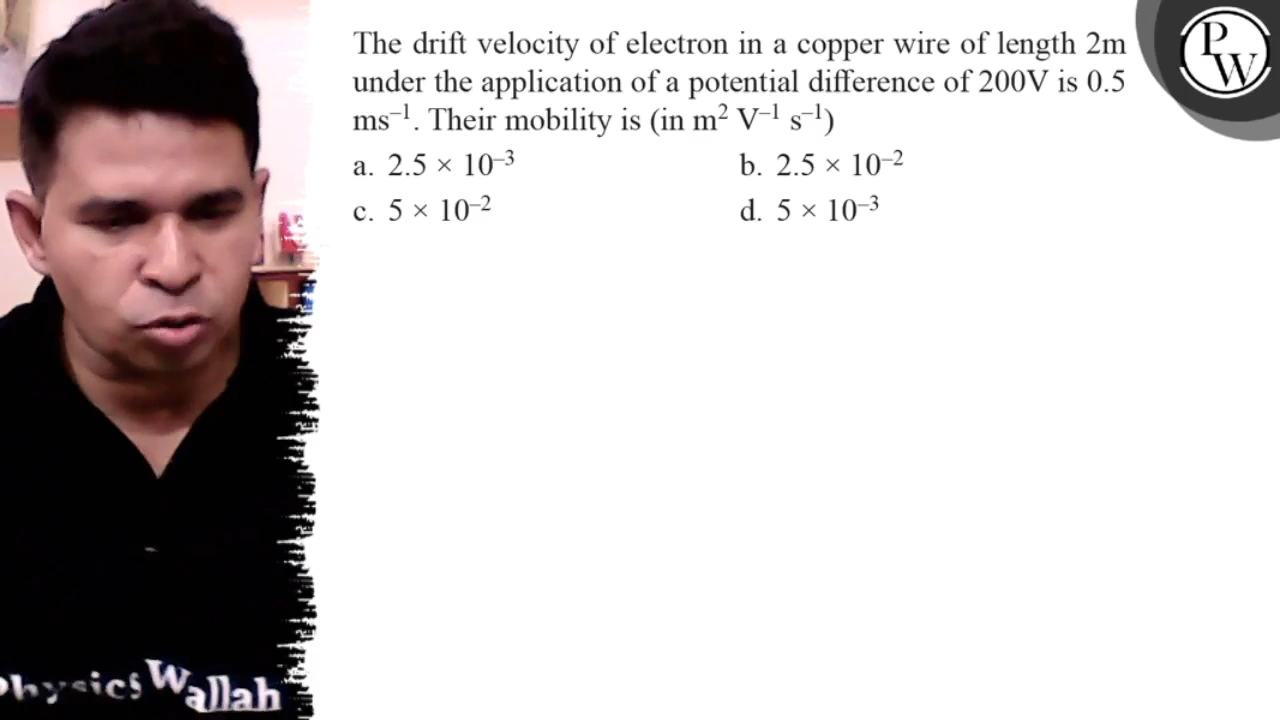 The drift velocity of electron in a copper wire of length 2m
under the application of a potential difference of 200V is 0.5
ms⁻¹. Their mobility is (in m² V⁻¹ s⁻¹)
a. 2.5 × 10⁻³ b. 2.5 × 10⁻²
c. 5 × 10⁻² d. 5 × 10⁻³
PW
Physics Wallah